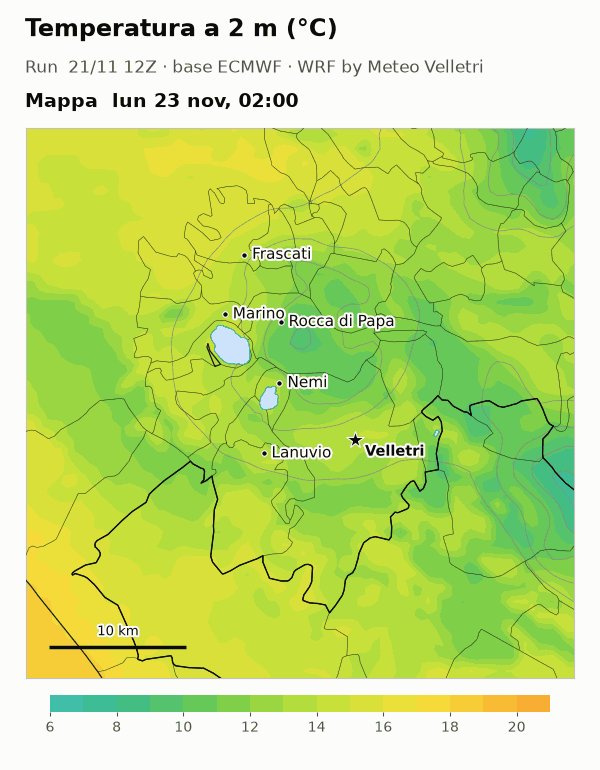 Temperatura a 2 m (°C)
Run  21/11 12Z · base ECMWF · WRF by Meteo Velletri
Mappa  lun 23 nov, 02:00
Frascati
Marino
Rocca di Papa
Nemi
Velletri
Lanuvio
10 km
6 8 10 12 14 16 18 20